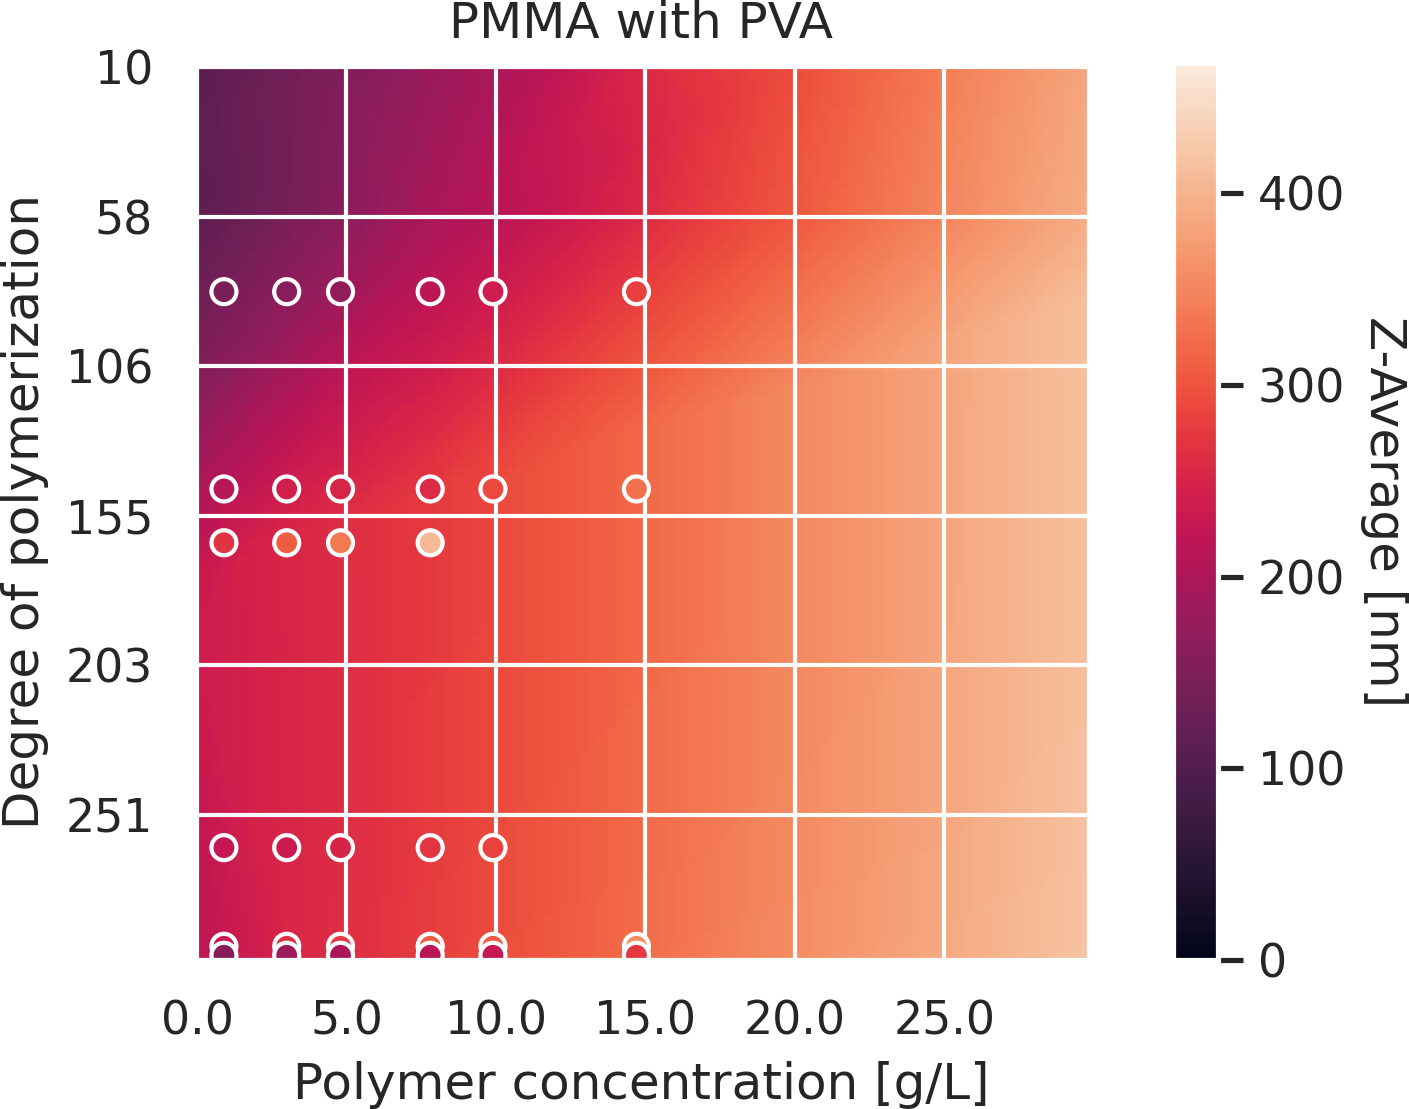 PMMA with PVA
Degree of polymerization
10
58
106
155
203
251
0.0 5.0 10.0 15.0 20.0 25.0
Polymer concentration [g/L]
400
300
200
100
0
Z-Average [nm]